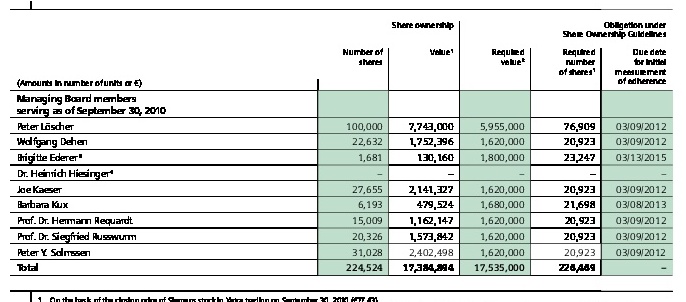 Share ownership Obligation under
Share Ownership Guidelines
Number of shares Value¹ Required value² Required number of shares¹ Due date for initial measurement of adherence
(Amounts in number of units or €)
Managing Board members
serving as of September 30, 2010
Peter Löscher 100,000 7,743,000 5,955,000 76,909 03/09/2012
Wolfgang Dehen 22,632 1,752,396 1,620,000 20,923 03/09/2012
Brigitte Ederer³ 1,681 130,160 1,800,000 23,247 03/13/2015
Dr. Heinrich Hiesinger⁴ – – – – –
Joe Kaeser 27,655 2,141,327 1,620,000 20,923 03/09/2012
Barbara Kux 6,193 479,524 1,680,000 21,698 03/08/2013
Prof. Dr. Hermann Requardt 15,009 1,162,147 1,620,000 20,923 03/09/2012
Prof. Dr. Siegfried Russwurm 20,326 1,573,842 1,620,000 20,923 03/09/2012
Peter Y. Solmssen 31,028 2,402,498 1,620,000 20,923 03/09/2012
Total 224,524 17,384,894 17,535,000 226,469 –
1 On the basis of the closing price of Siemens stock in Xetra trading on September 30, 2010 (€77.43).